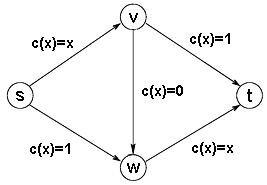 v
c(x)=x
c(x)=1
s
c(x)=0
t
c(x)=1
c(x)=x
w